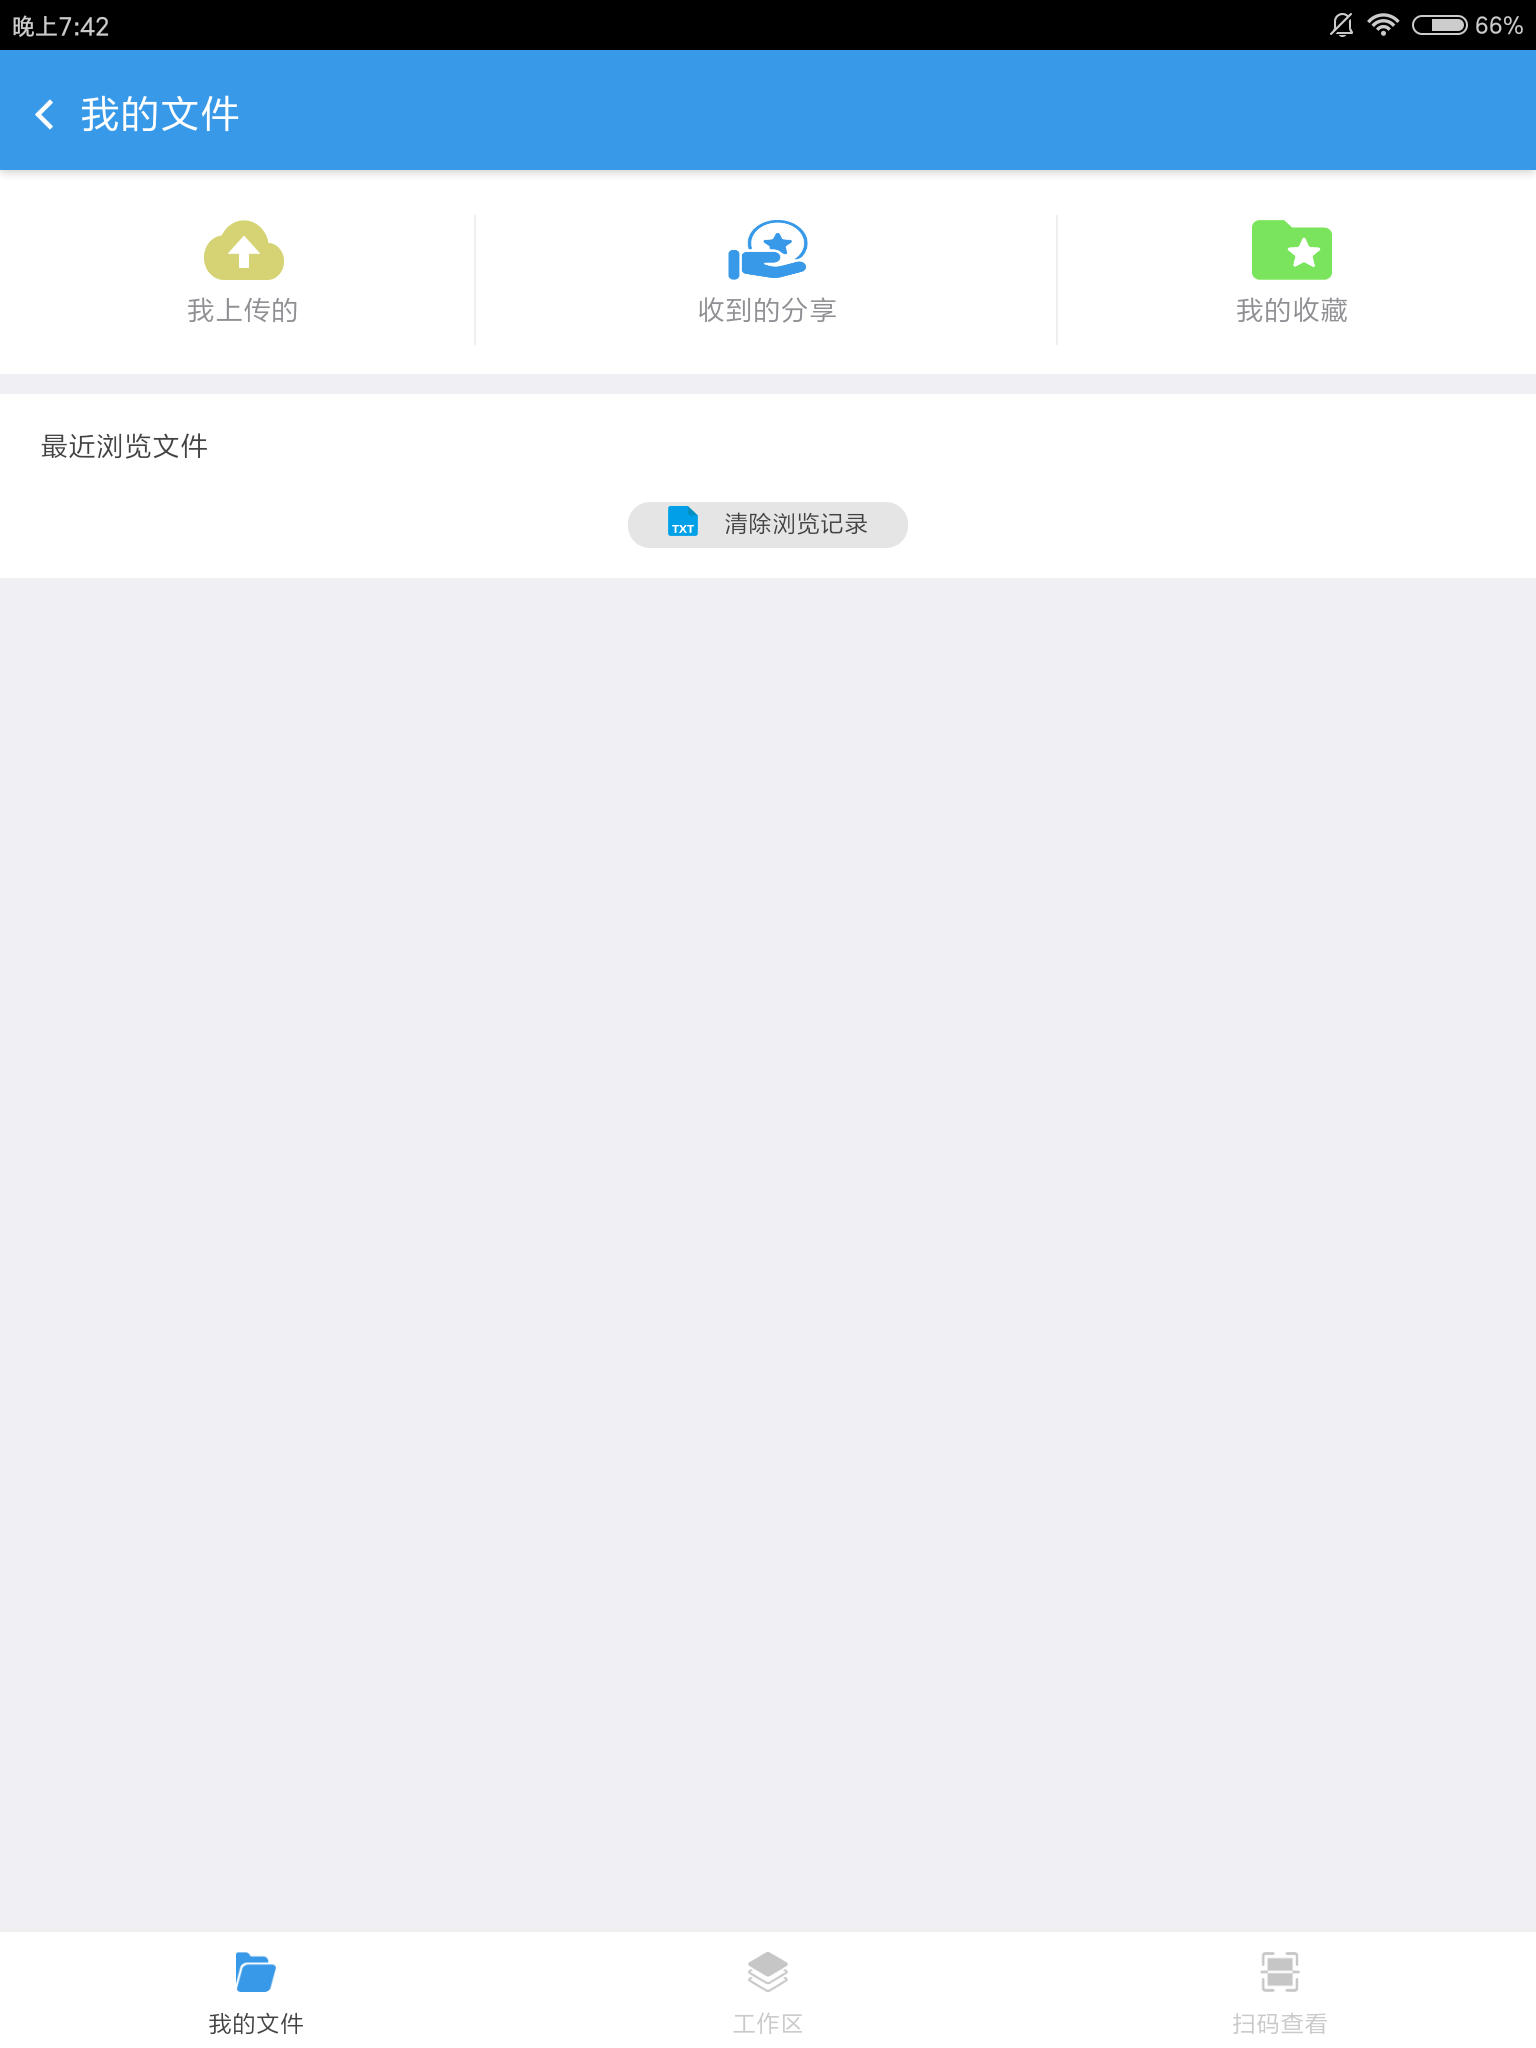 晚上7:42
66%
我的文件
我上传的
收到的分享
我的收藏
最近浏览文件
TXT 清除浏览记录
我的文件
工作区
扫码查看